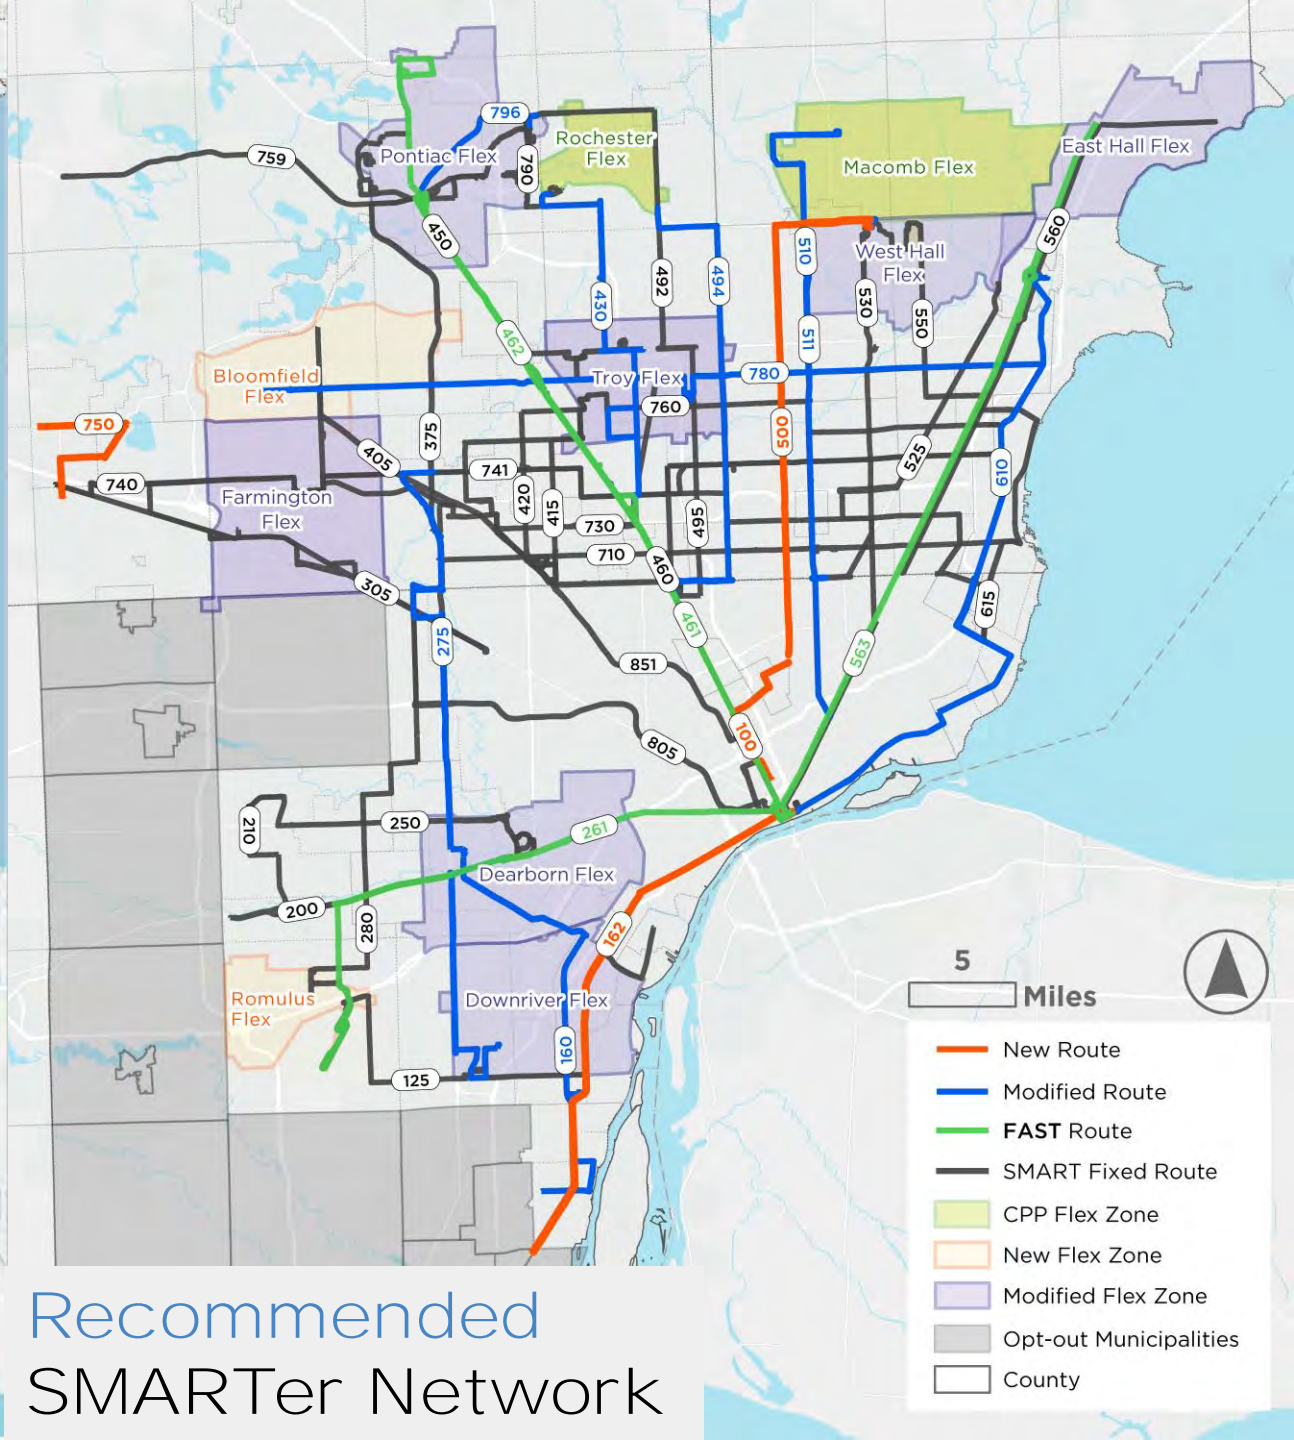 796
Rochester
Flex
East Hall Flex
759
Pontiac Flex
790
Macomb Flex
450
560
510
West Hall
Flex
430
492
494
530
550
462
511
Bloomfield
Flex
Troy Flex
780
760
750
375
500
405
525
741
740
610
Farmington
Flex
420
415
495
730
710
460
305
615
461
275
563
851
100
805
210
250
261
Dearborn Flex
200
280
162
5
Miles
Romulus
Flex
Downriver Flex
160
125
New Route
Modified Route
FAST Route
SMART Fixed Route
CPP Flex Zone
New Flex Zone
Modified Flex Zone
Opt-out Municipalities
County
Recommended
SMARTer Network